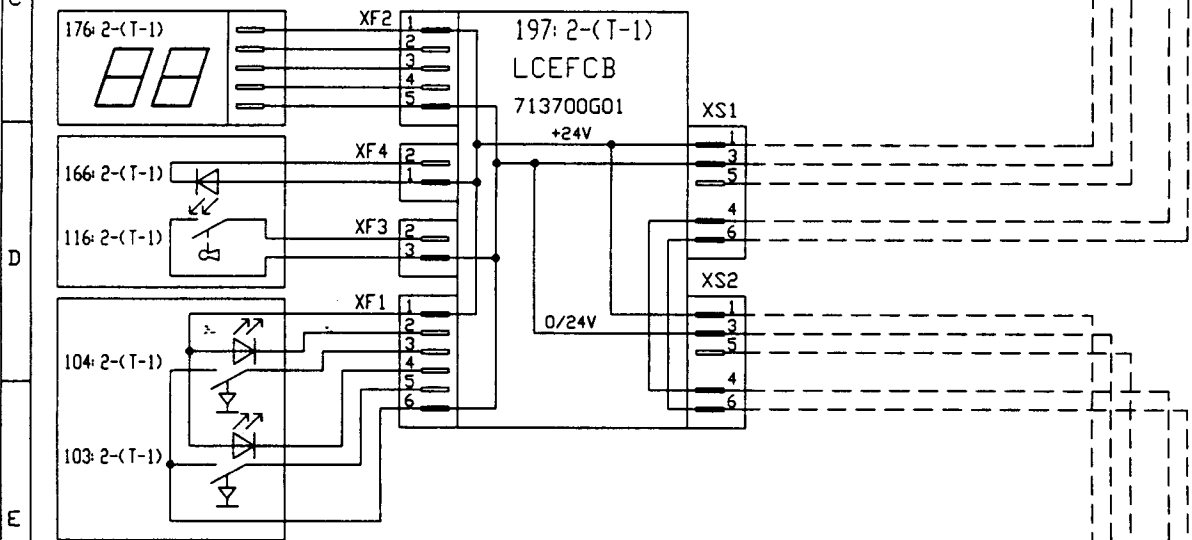 C
176: 2-(T-1)
XF2
1
2
3
4
5
197: 2-(T-1)
LCEFCB
713700G01
+24V
XS1
1
3
5
4
6
166: 2-(T-1)
XF4
2
1
116: 2-(T-1)
XF3
2
3
D
XS2
1
3
5
4
6
0/24V
XF1
1
2
3
4
5
6
104: 2-(T-1)
103: 2-(T-1)
E